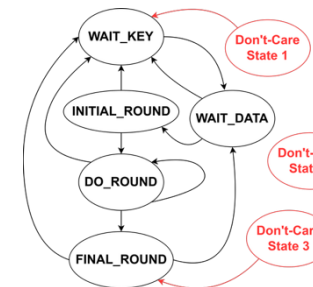 WAIT_KEY
Don't-Care
State 1
INITIAL_ROUND
WAIT_DATA
DO_ROUND
FINAL_ROUND
Don't-Care
State 3